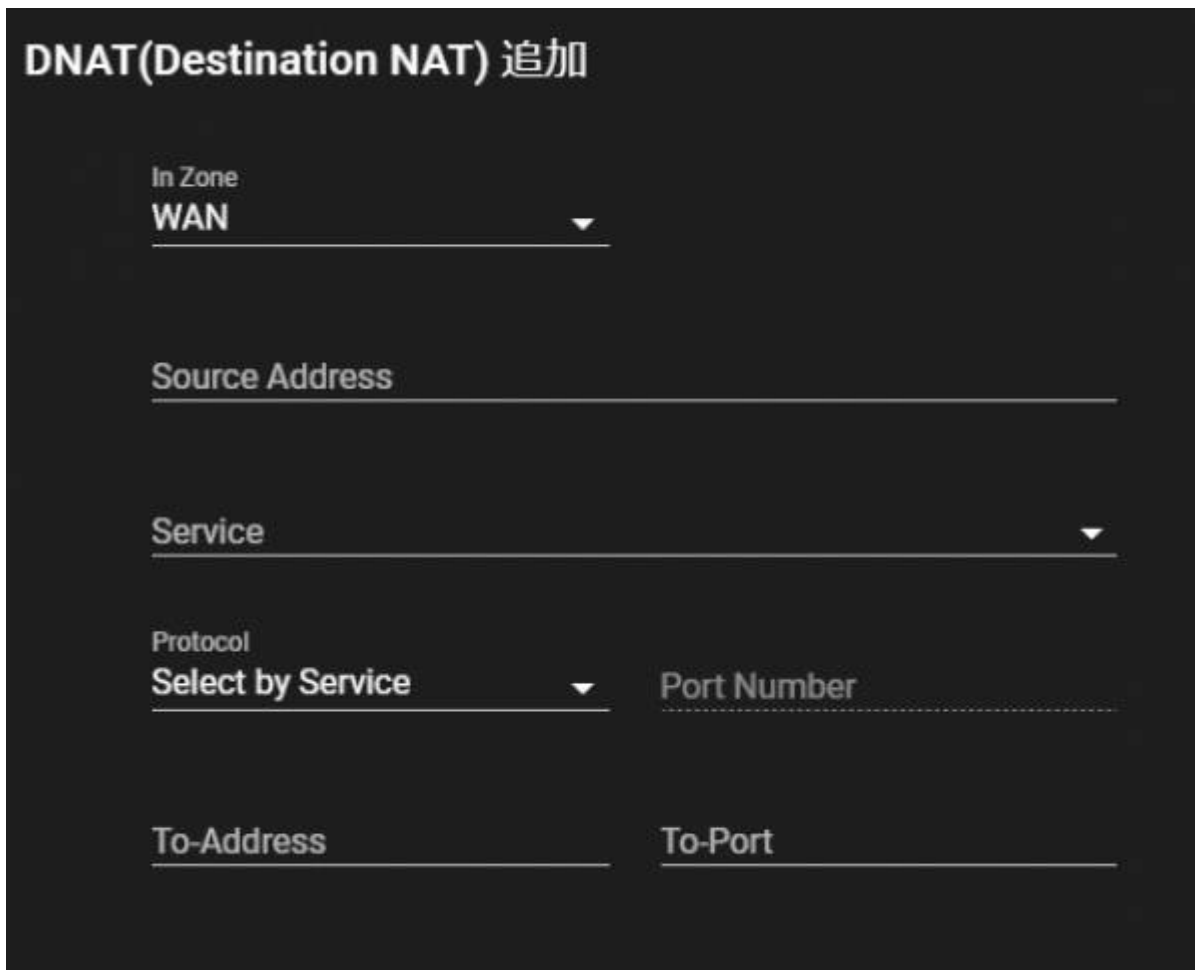 DNAT(Destination NAT) 追加
In Zone
WAN
Source Address
Service
Protocol
Select by Service
Port Number
To-Address
To-Port